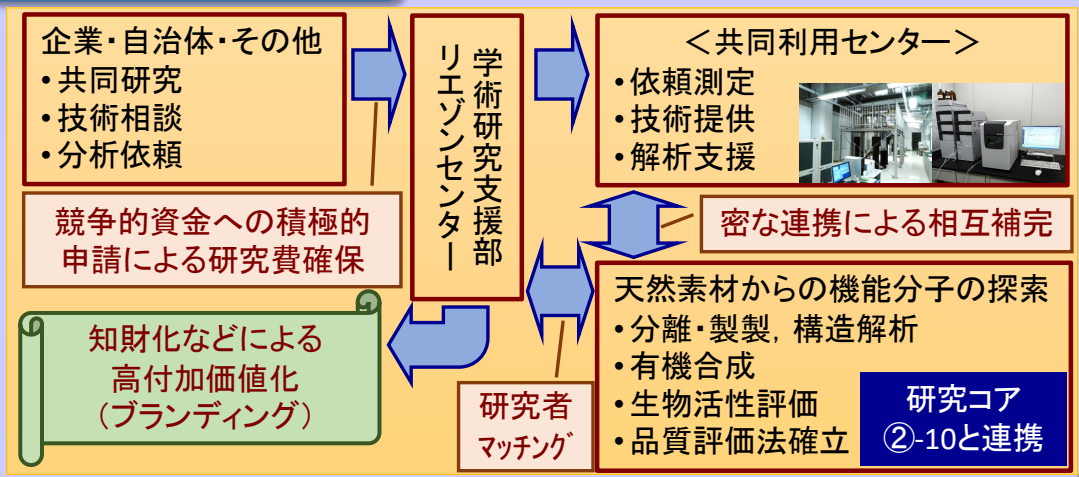 企業・自治体・その他
•共同研究
•技術相談
•分析依頼
学術研究支援部
リエゾンセンター
＜共同利用センター＞
•依頼測定
•技術提供
•解析支援
競争的資金への積極的
申請による研究費確保
密な連携による相互補完
知財化などによる
高付加価値化
（ブランディング）
研究者
マッチング
天然素材からの機能分子の探索
•分離・製製，構造解析
•有機合成
•生物活性評価
•品質評価法確立
研究コア
②-10と連携